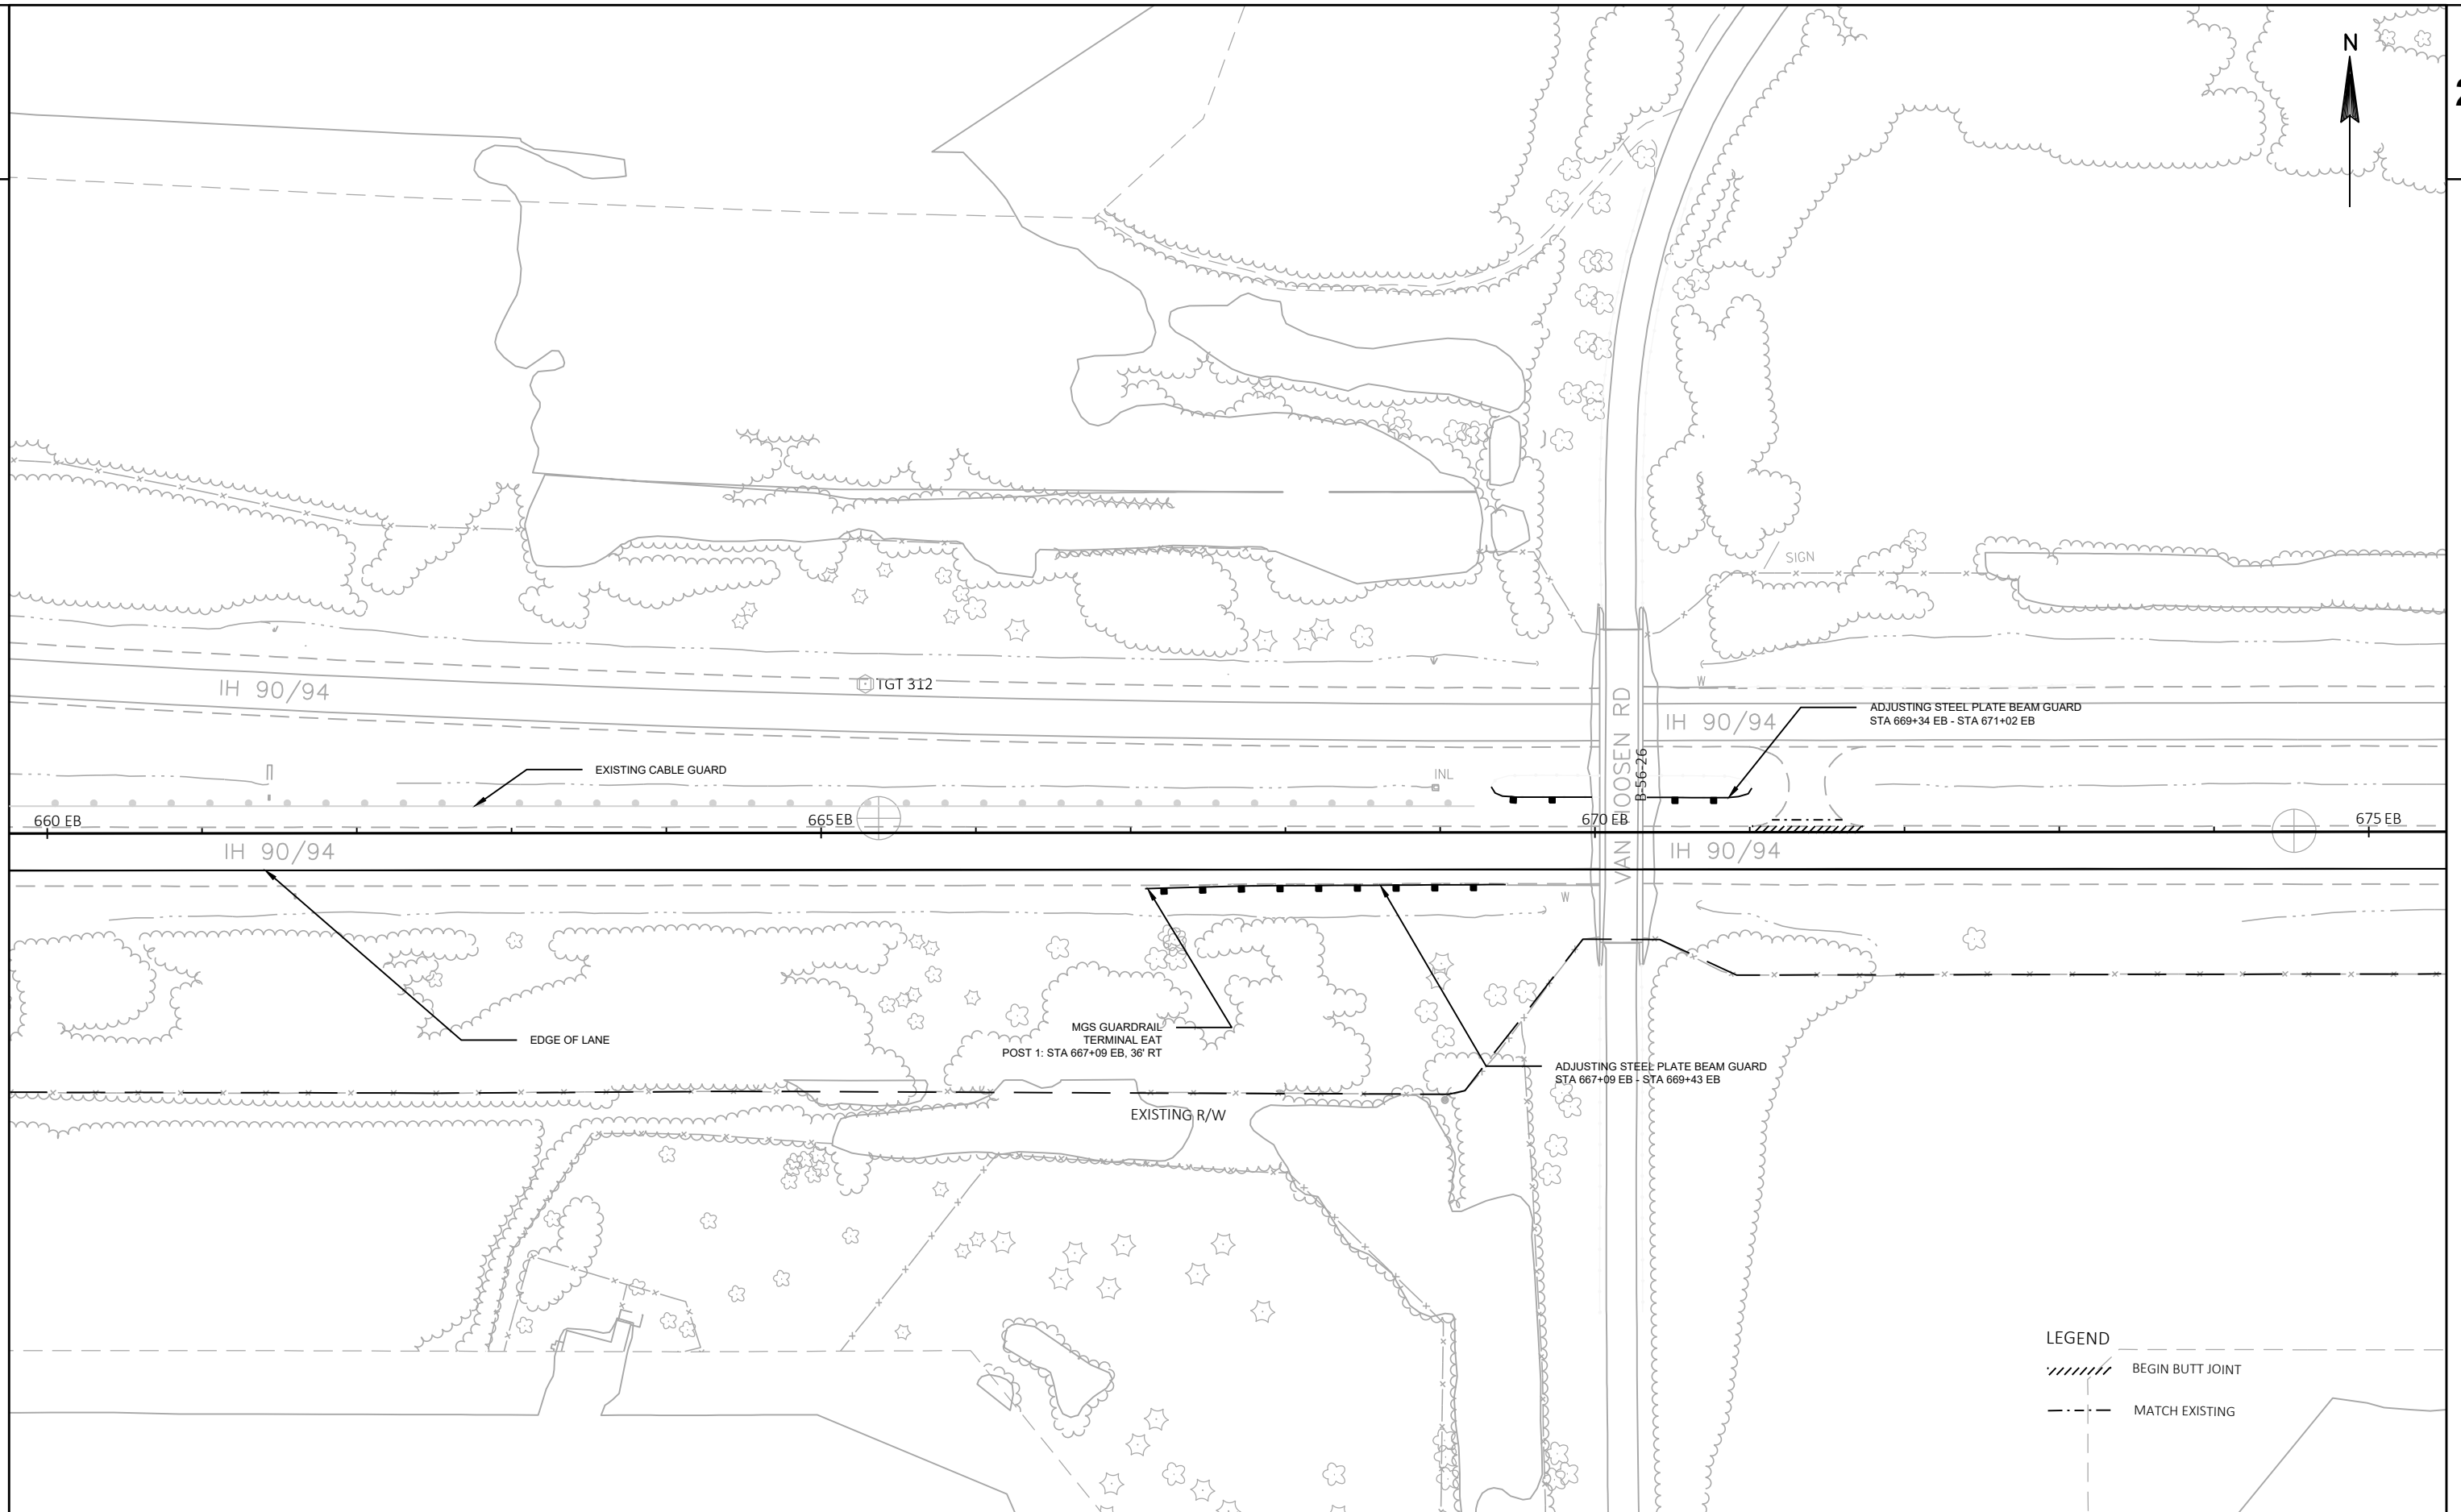 N
SIGN
TGT 312
IH 90/94
IH 90/94
ADJUSTING STEEL PLATE BEAM GUARD
STA 669+34 EB - STA 671+02 EB
EXISTING CABLE GUARD
INL
W
VAN HOOSEN RD
B-56-26
660 EB
665 EB
670 EB
675 EB
IH 90/94
IH 90/94
W
MGS GUARDRAIL
TERMINAL EAT
POST 1: STA 667+09 EB, 36' RT
EDGE OF LANE
ADJUSTING STEEL PLATE BEAM GUARD
STA 667+09 EB - STA 669+43 EB
EXISTING R/W
LEGEND
BEGIN BUTT JOINT
MATCH EXISTING